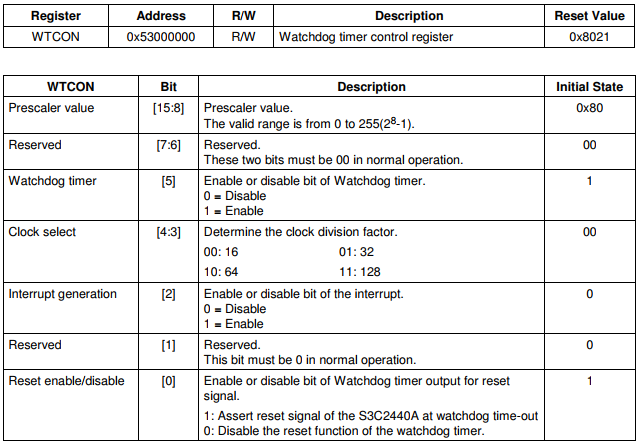 Register Address R/W Description Reset Value
WTCON 0x53000000 R/W Watchdog timer control register 0x8021
WTCON Bit Description Initial State
Prescaler value [15:8] Prescaler value. 0x80
The valid range is from 0 to 255(2⁸-1).
Reserved [7:6] Reserved. 00
These two bits must be 00 in normal operation.
Watchdog timer [5] Enable or disable bit of Watchdog timer. 1
0 = Disable
1 = Enable
Clock select [4:3] Determine the clock division factor. 00
00: 16 01: 32
10: 64 11: 128
Interrupt generation [2] Enable or disable bit of the interrupt. 0
0 = Disable
1 = Enable
Reserved [1] Reserved. 0
This bit must be 0 in normal operation.
Reset enable/disable [0] Enable or disable bit of Watchdog timer output for reset 1
signal.
1: Assert reset signal of the S3C2440A at watchdog time-out
0: Disable the reset function of the watchdog timer.